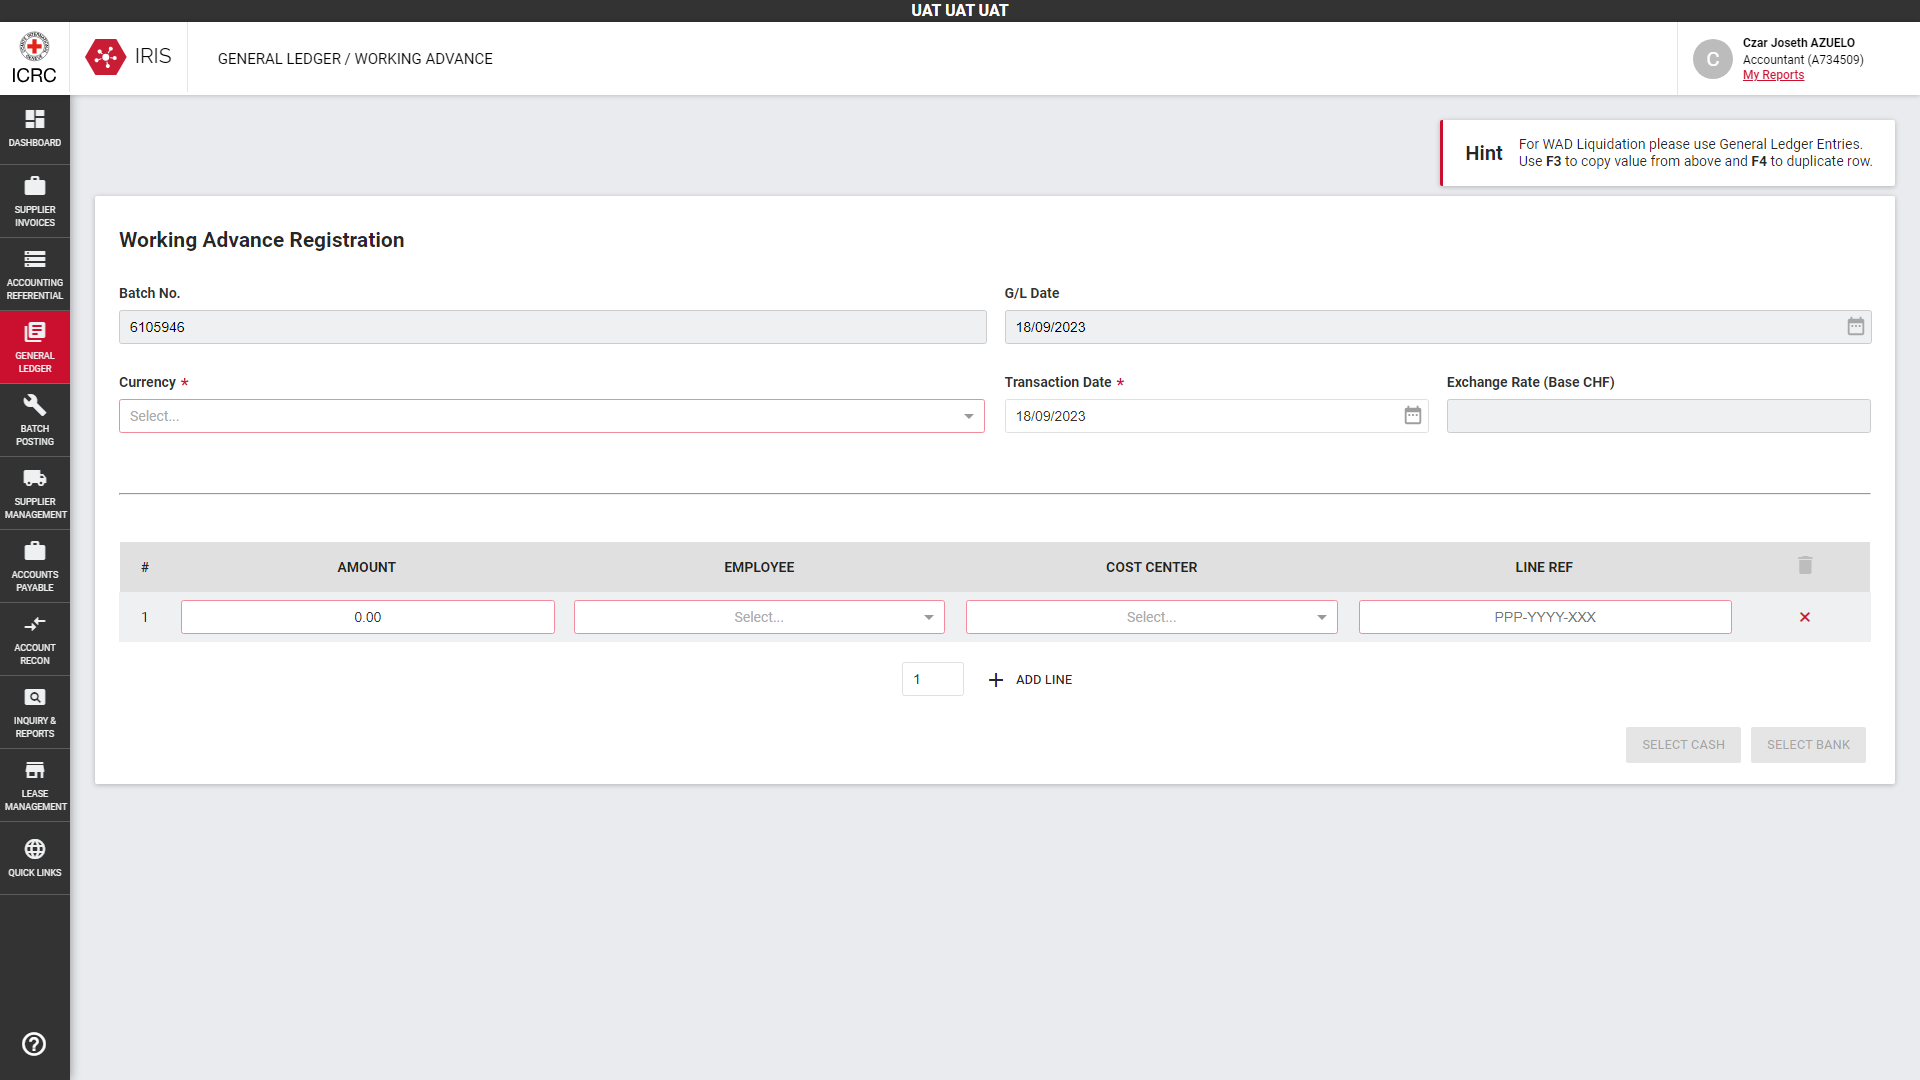 UAT UAT UAT
ICRC
IRIS
GENERAL LEDGER / WORKING ADVANCE
C
Czar Joseth AZUELO
Accountant (A734509)
My Reports
DASHBOARD
SUPPLIER
INVOICES
ACCOUNTING
REFERENTIAL
GENERAL
LEDGER
BATCH
POSTING
SUPPLIER
MANAGEMENT
ACCOUNTS
PAYABLE
ACCOUNT
RECON
INQUIRY &
REPORTS
LEASE
MANAGEMENT
QUICK LINKS
Hint
For WAD Liquidation please use General Ledger Entries.
Use F3 to copy value from above and F4 to duplicate row.
Working Advance Registration
Batch No.
G/L Date
6105946
18/09/2023
Currency *
Transaction Date *
Exchange Rate (Base CHF)
Select...
18/09/2023
# AMOUNT EMPLOYEE COST CENTER LINE REF
1 0.00 Select... Select... PPP-YYYY-XXX
1 ADD LINE
SELECT CASH
SELECT BANK